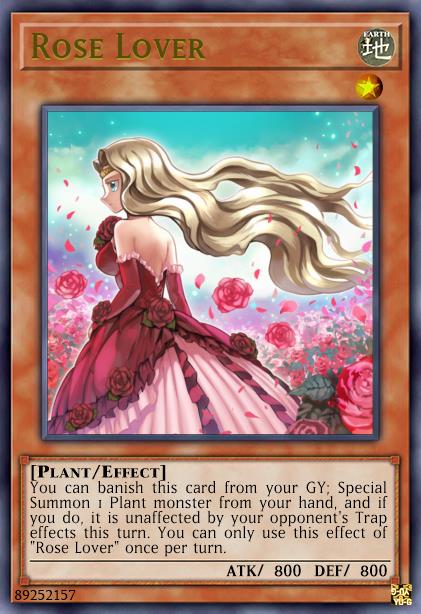 Rose Lover
EARTH
地
[Plant/Effect]
You can banish this card from your GY; Special
Summon 1 Plant monster from your hand, and if
you do, it is unaffected by your opponent's Trap
effects this turn. You can only use this effect of
"Rose Lover" once per turn.
ATK/ 800 DEF/ 800
89252157